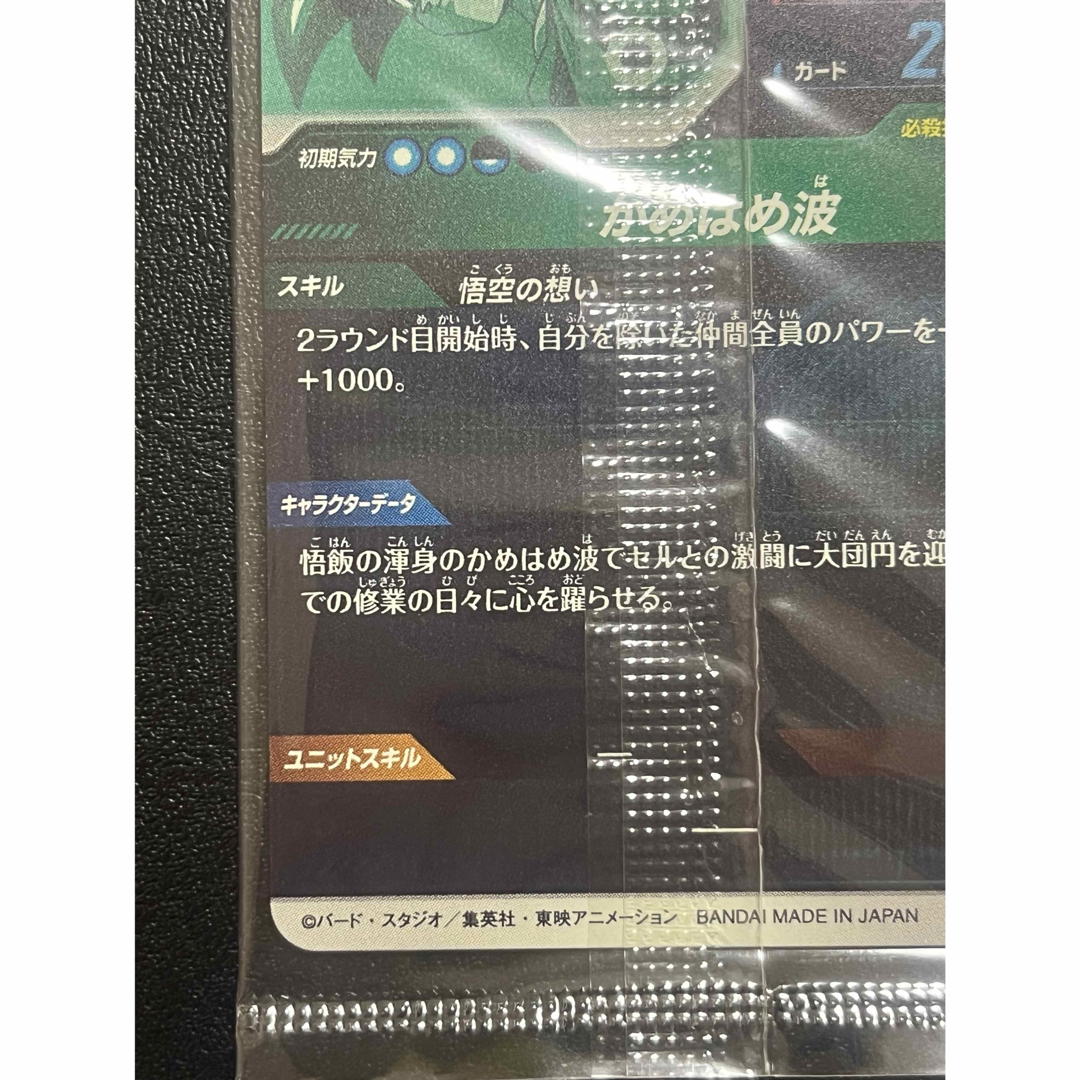 ガード
初期気力
かめはめ波
スキル 悟空の想い
2ラウンド目開始時、自分を除いた仲間全員のパワーを
+1000。
キャラクターデータ
悟飯の渾身のかめはめ波でセルとの激闘に大団円を迎
での修業の日々に心を躍らせる。
ユニットスキル
©バード・スタジオ／集英社・東映アニメーション BANDAI MADE IN JAPAN